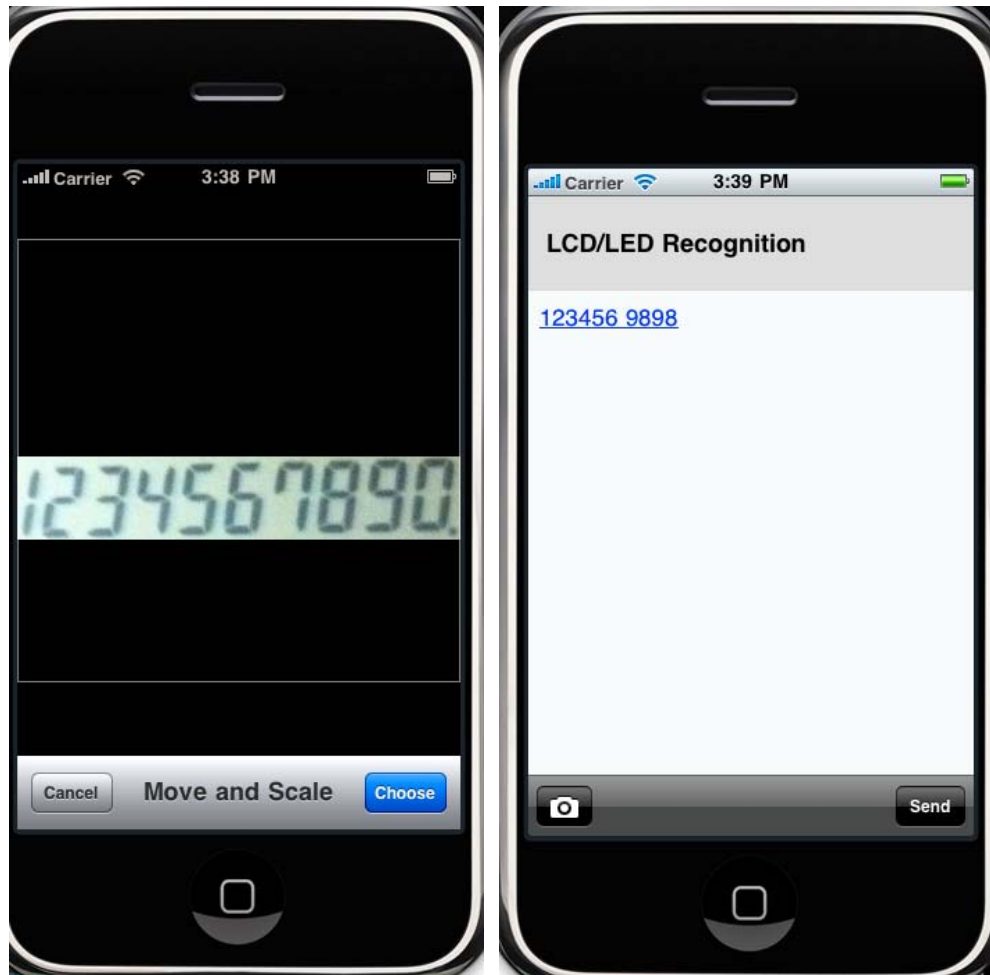 Carrier 3:38 PM
1234567890.
Cancel Move and Scale Choose
Carrier 3:39 PM
LCD/LED Recognition
123456 9898
Send